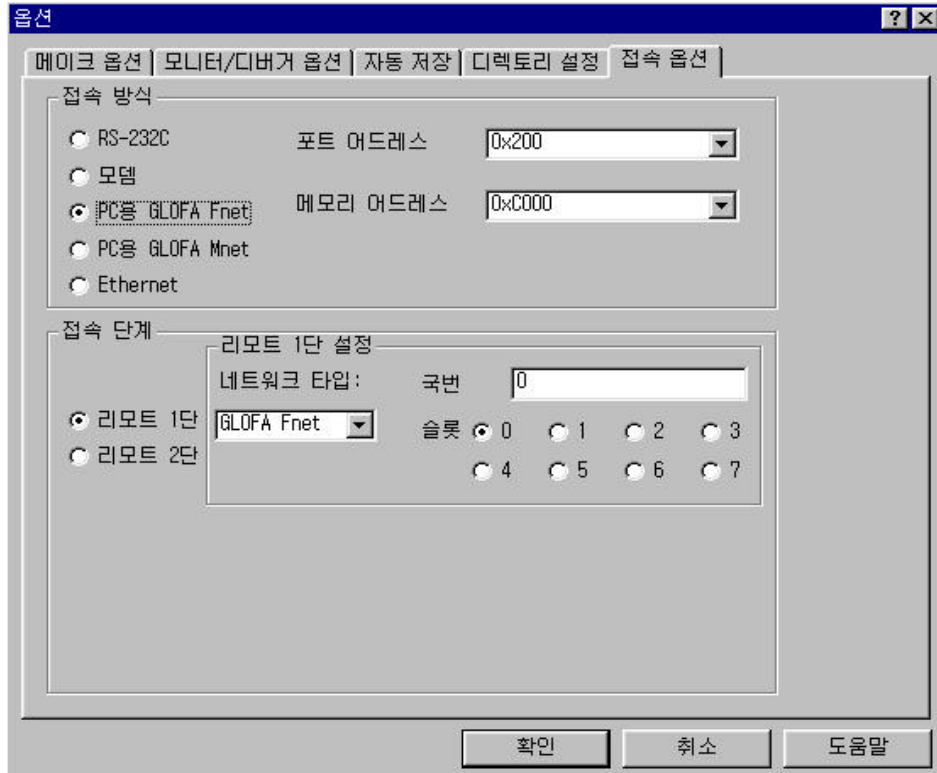 옵션
메이크 옵션 모니터/디버거 옵션 자동 저장 디렉토리 설정 접속 옵션
접속 방식
RS-232C 포트 어드레스 0x200
모뎀
PC용 GLOFA Fnet 메모리 어드레스 0xC000
PC용 GLOFA Mnet
Ethernet
접속 단계
리모트 1단 설정
네트워크 타입: 국번 0
리모트 1단 GLOFA Fnet 슬롯 0 1 2 3
리모트 2단 4 5 6 7
확인 취소 도움말